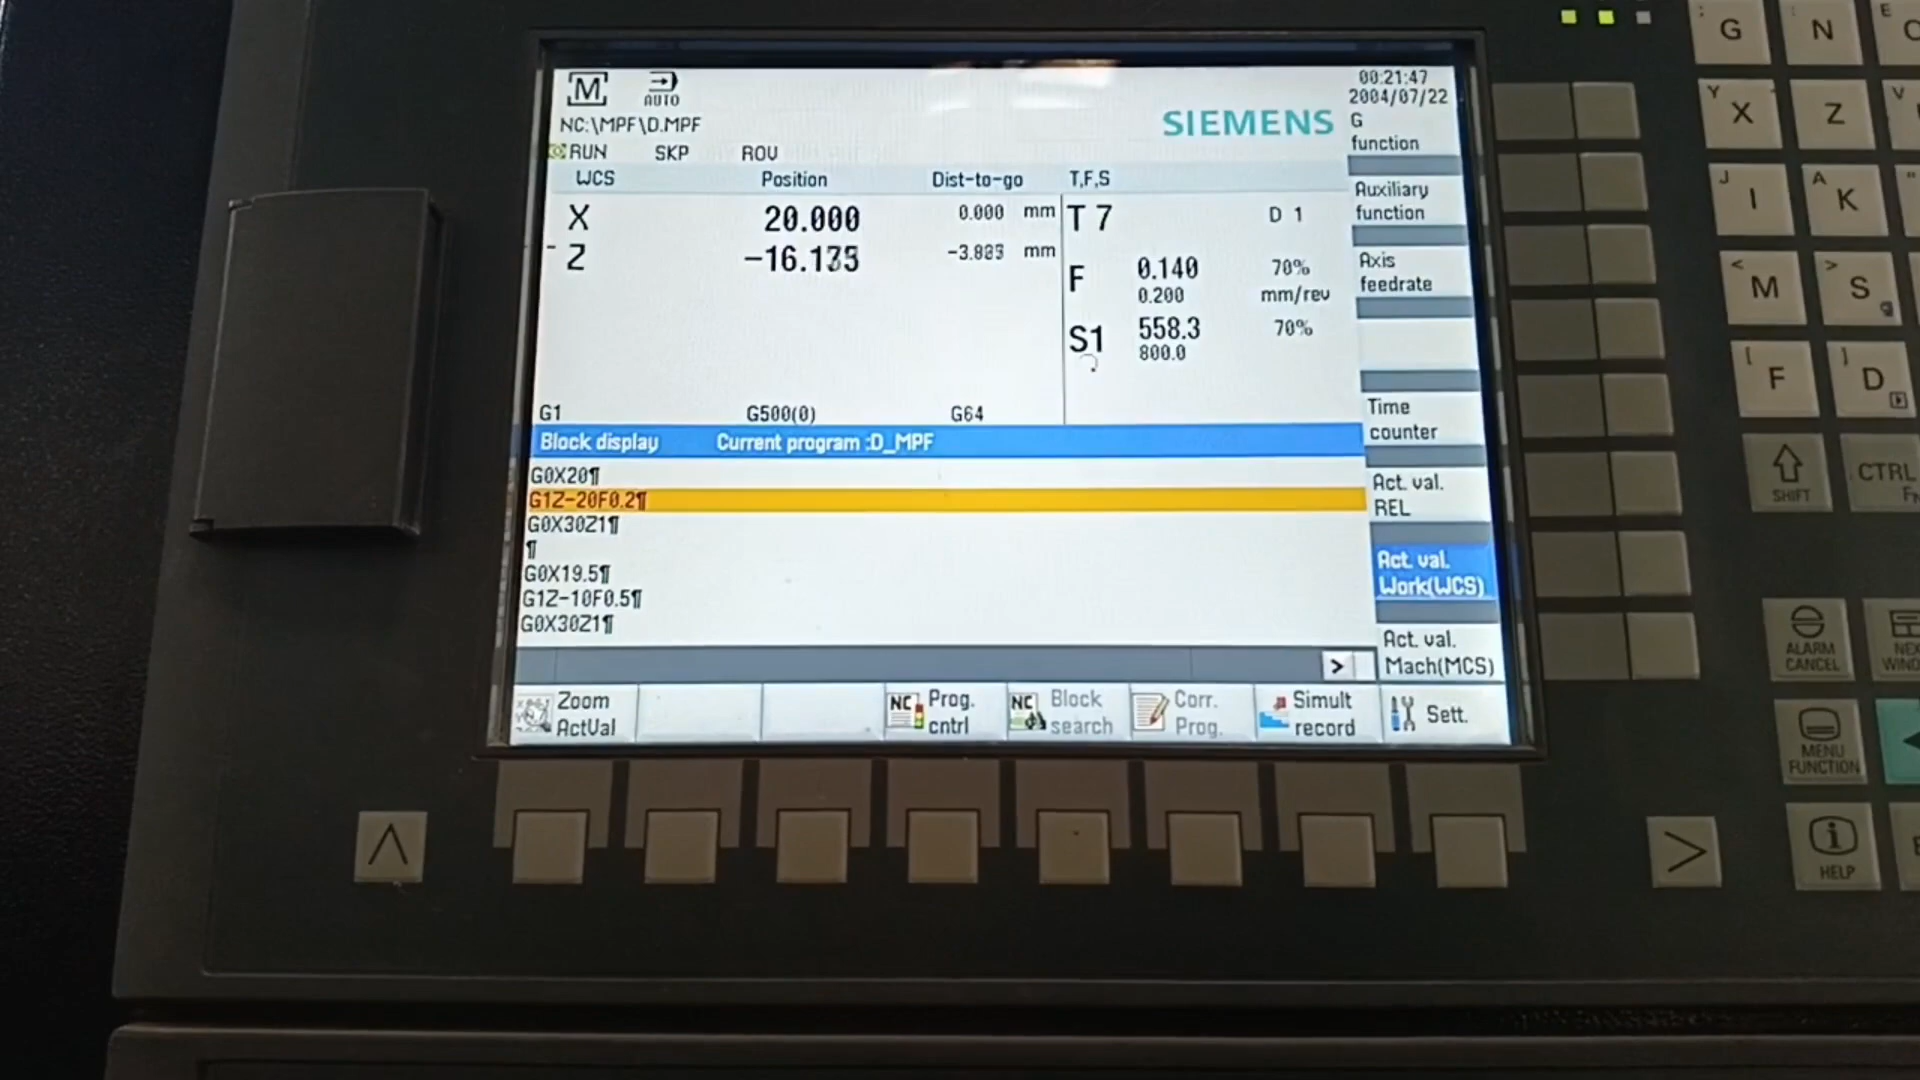 M
AUTO
00:21:47
2004/07/22
NC:\MPF\D.MPF
SIEMENS
RUN SKP ROV
WCS Position Dist-to-go T,F,S
X 20.000 0.000 mm T 7 D 1
- Z mm
F 0.140 70%
0.200 mm/rev
S1 558.3 70%
800.0
G1 G500(0) G64
Block display Current program :D_MPF
G0X20¶
G1Z-20F0.2¶
G0X30Z1¶
¶
G0X19.5¶
G1Z-10F0.5¶
G0X30Z1¶
>
G
function
Auxiliary
function
Axis
feedrate
Time
counter
Act. val.
REL
Act. val.
Work(WCS)
Act. val.
Mach(MCS)
Zoom
ActVal
NC Prog.
cntrl
NC Block
search
Corr.
Prog.
Simult
record
Sett.
: G
N
E
Y X
Z
V
J I
A K
"
< M
> S
[ F
] D
SHIFT
CTRL
ALARM
CANCEL
MENU
FUNCTION
i
HELP
>